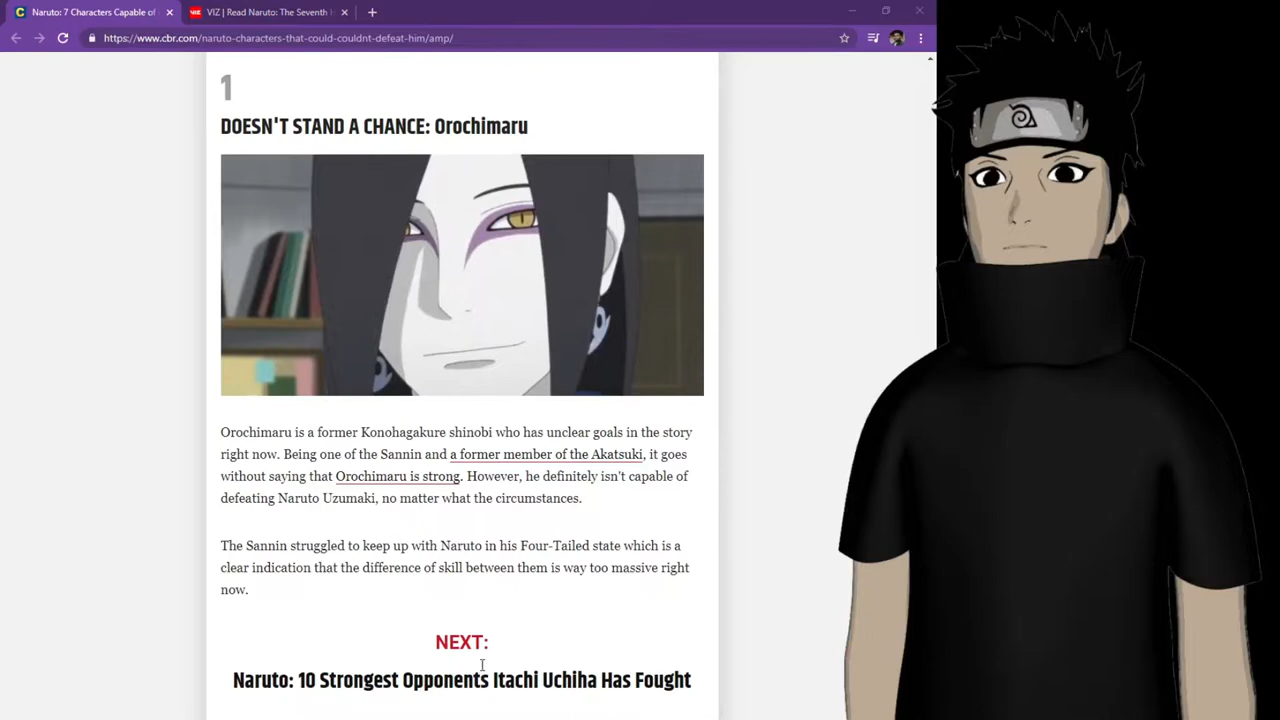 Naruto: 7 Characters Capable of
VIZ | Read Naruto: The Seventh
https://www.cbr.com/naruto-characters-that-could-couldnt-defeat-him/amp/
1
DOESN'T STAND A CHANCE: Orochimaru
Orochimaru is a former Konohagakure shinobi who has unclear goals in the story
right now. Being one of the Sannin and a former member of the Akatsuki, it goes
without saying that Orochimaru is strong. However, he definitely isn't capable of
defeating Naruto Uzumaki, no matter what the circumstances.
The Sannin struggled to keep up with Naruto in his Four-Tailed state which is a
clear indication that the difference of skill between them is way too massive right
now.
NEXT:
Naruto: 10 Strongest Opponents Itachi Uchiha Has Fought